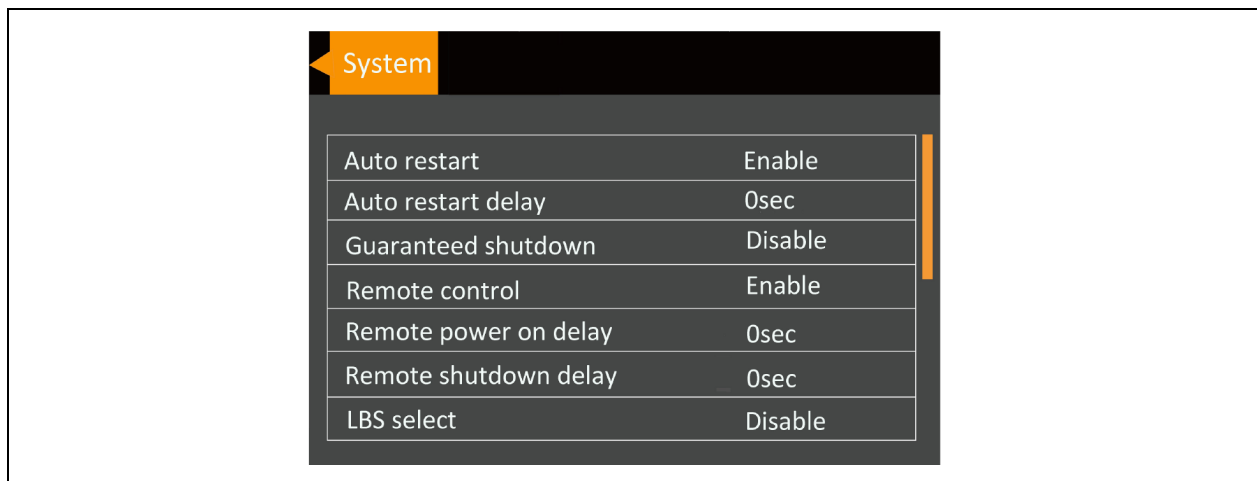 System
Auto restart Enable
Auto restart delay 0sec
Guaranteed shutdown Disable
Remote control Enable
Remote power on delay 0sec
Remote shutdown delay 0sec
LBS select Disable